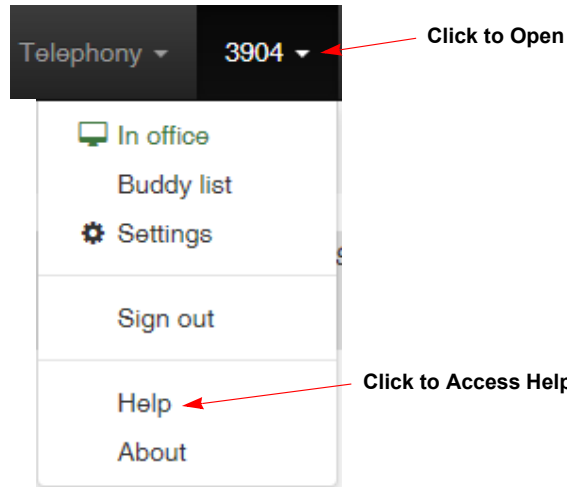 Telephony 3904 Click to Open
In office
Buddy list
Settings
Sign out
Click to Access Help
Help
About